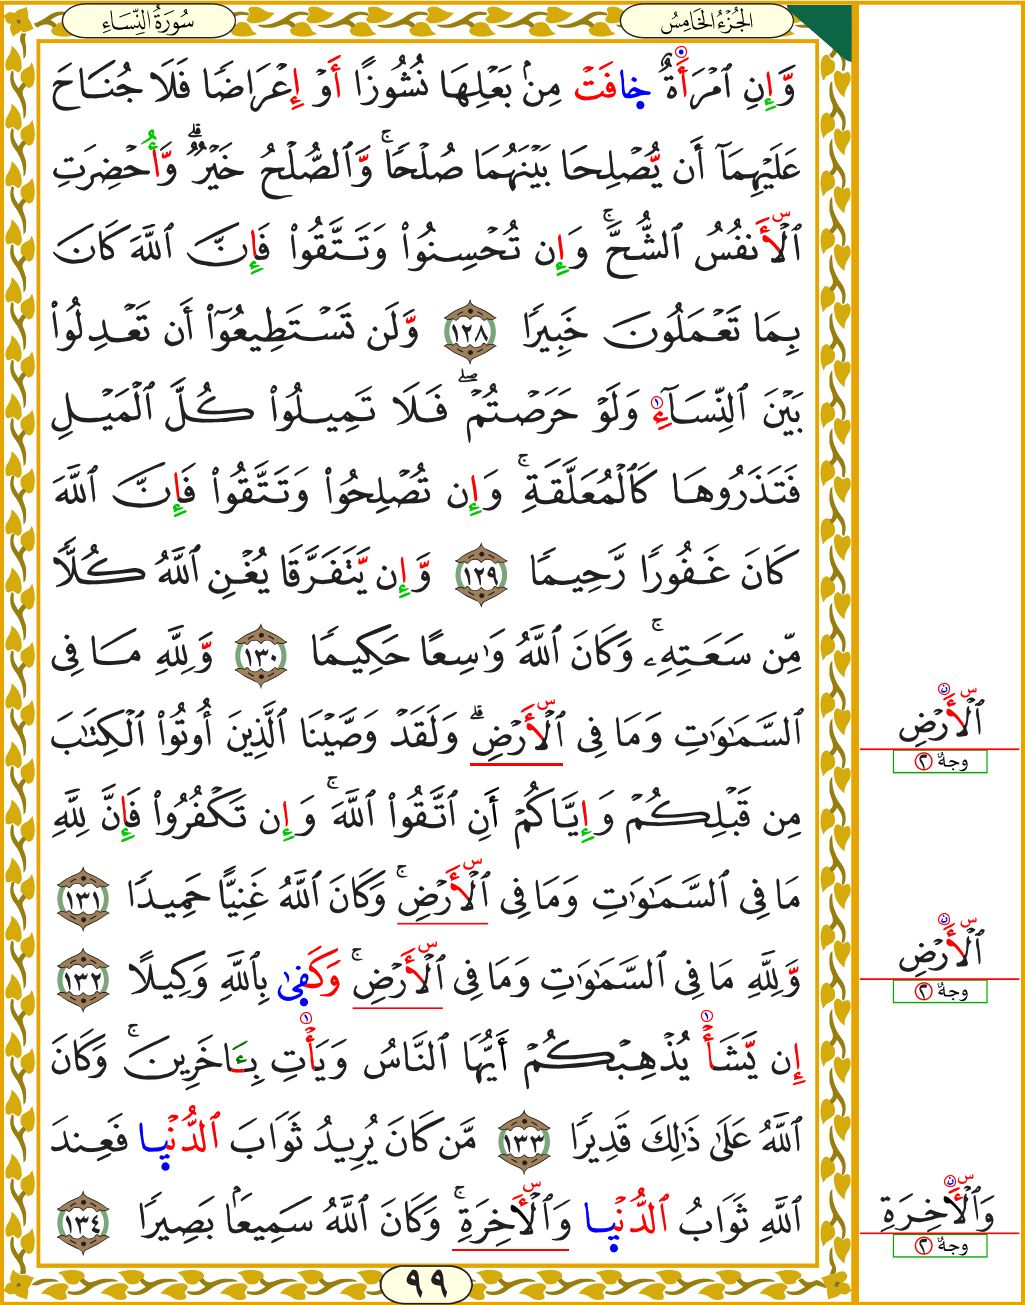 سُورَةُ النِّسَاءِ
الجُزْءُ الخَامِسُ
وَّإِنِ ٱمْرَأَةٌ خَافَتْ مِنۢ بَعْلِهَا نُشُوزًا أَوْ إِعْرَاضًا فَلَا جُنَاحَ
عَلَيْهِمَآ أَن يُّصْلِحَا بَيْنَهُمَا صُلْحًاۚ وَّٱلصُّلْحُ خَيْرٌۗ وَّأُحْضِرَتِ
ٱلْأَنفُسُ ٱلشُّحَّۚ وَإِن تُحْسِنُوا۟ وَتَتَّقُوا۟ فَإِنَّ ٱللَّهَ كَانَ
بِمَا تَعْمَلُونَ خَبِيرًا ١٢٨ وَّلَن تَسْتَطِيعُوٓا۟ أَن تَعْدِلُوا۟
بَيْنَ ٱلنِّسَآءِ ١ وَلَوْ حَرَصْتُمْۖ فَلَا تَمِيلُوا۟ كُلَّ ٱلْمَيْلِ
فَتَذَرُوهَا كَٱلْمُعَلَّقَةِۚ وَإِن تُصْلِحُوا۟ وَتَتَّقُوا۟ فَإِنَّ ٱللَّهَ
كَانَ غَفُورًا رَّحِيمًا ١٢٩ وَّإِن يَّتَفَرَّقَا يُغْنِ ٱللَّهُ كُلًّا
مِّن سَعَتِهِۦۚ وَكَانَ ٱللَّهُ وَٰسِعًا حَكِيمًا ١٣٠ وَّلِلَّهِ مَا فِى
ٱلسَّمَٰوَٰتِ وَمَا فِى ٱلْأَرْضِۗ س وَلَقَدْ وَصَّيْنَا ٱلَّذِينَ أُوتُوا۟ ٱلْكِتَٰبَ
ٱلْأَرْضِ س ن
وجهٌ ٢
مِن قَبْلِكُمْ وَإِيَّاكُمْ أَنِ ٱتَّقُوا۟ ٱللَّهَۚ وَإِن تَكْفُرُوا۟ فَإِنَّ لِلَّهِ
مَا فِى ٱلسَّمَٰوَٰتِ وَمَا فِى ٱلْأَرْضِۚ س وَكَانَ ٱللَّهُ غَنِيًّا حَمِيدًا ١٣١
وَّلِلَّهِ مَا فِى ٱلسَّمَٰوَٰتِ وَمَا فِى ٱلْأَرْضِۚ س وَكَفَىٰ بِٱللَّهِ وَكِيلًا ١٣٢
ٱلْأَرْضِ س ن
وجهٌ ٢
إِن يَّشَأْ ١ يُذْهِبْكُمْ أَيُّهَا ٱلنَّاسُ وَيَأْتِ ١ بِـَٔاخَرِينَۚ وَكَانَ
ٱللَّهُ عَلَىٰ ذَٰلِكَ قَدِيرًا ١٣٣ مَّن كَانَ يُرِيدُ ثَوَابَ ٱلدُّنْيَا فَعِندَ
ٱللَّهِ ثَوَابُ ٱلدُّنْيَا وَٱلْأَخِرَةِۚ س وَكَانَ ٱللَّهُ سَمِيعًۢا بَصِيرًا ١٣٤
وَٱلْأَخِرَةِ س ن
وجهٌ ٢
٩٩